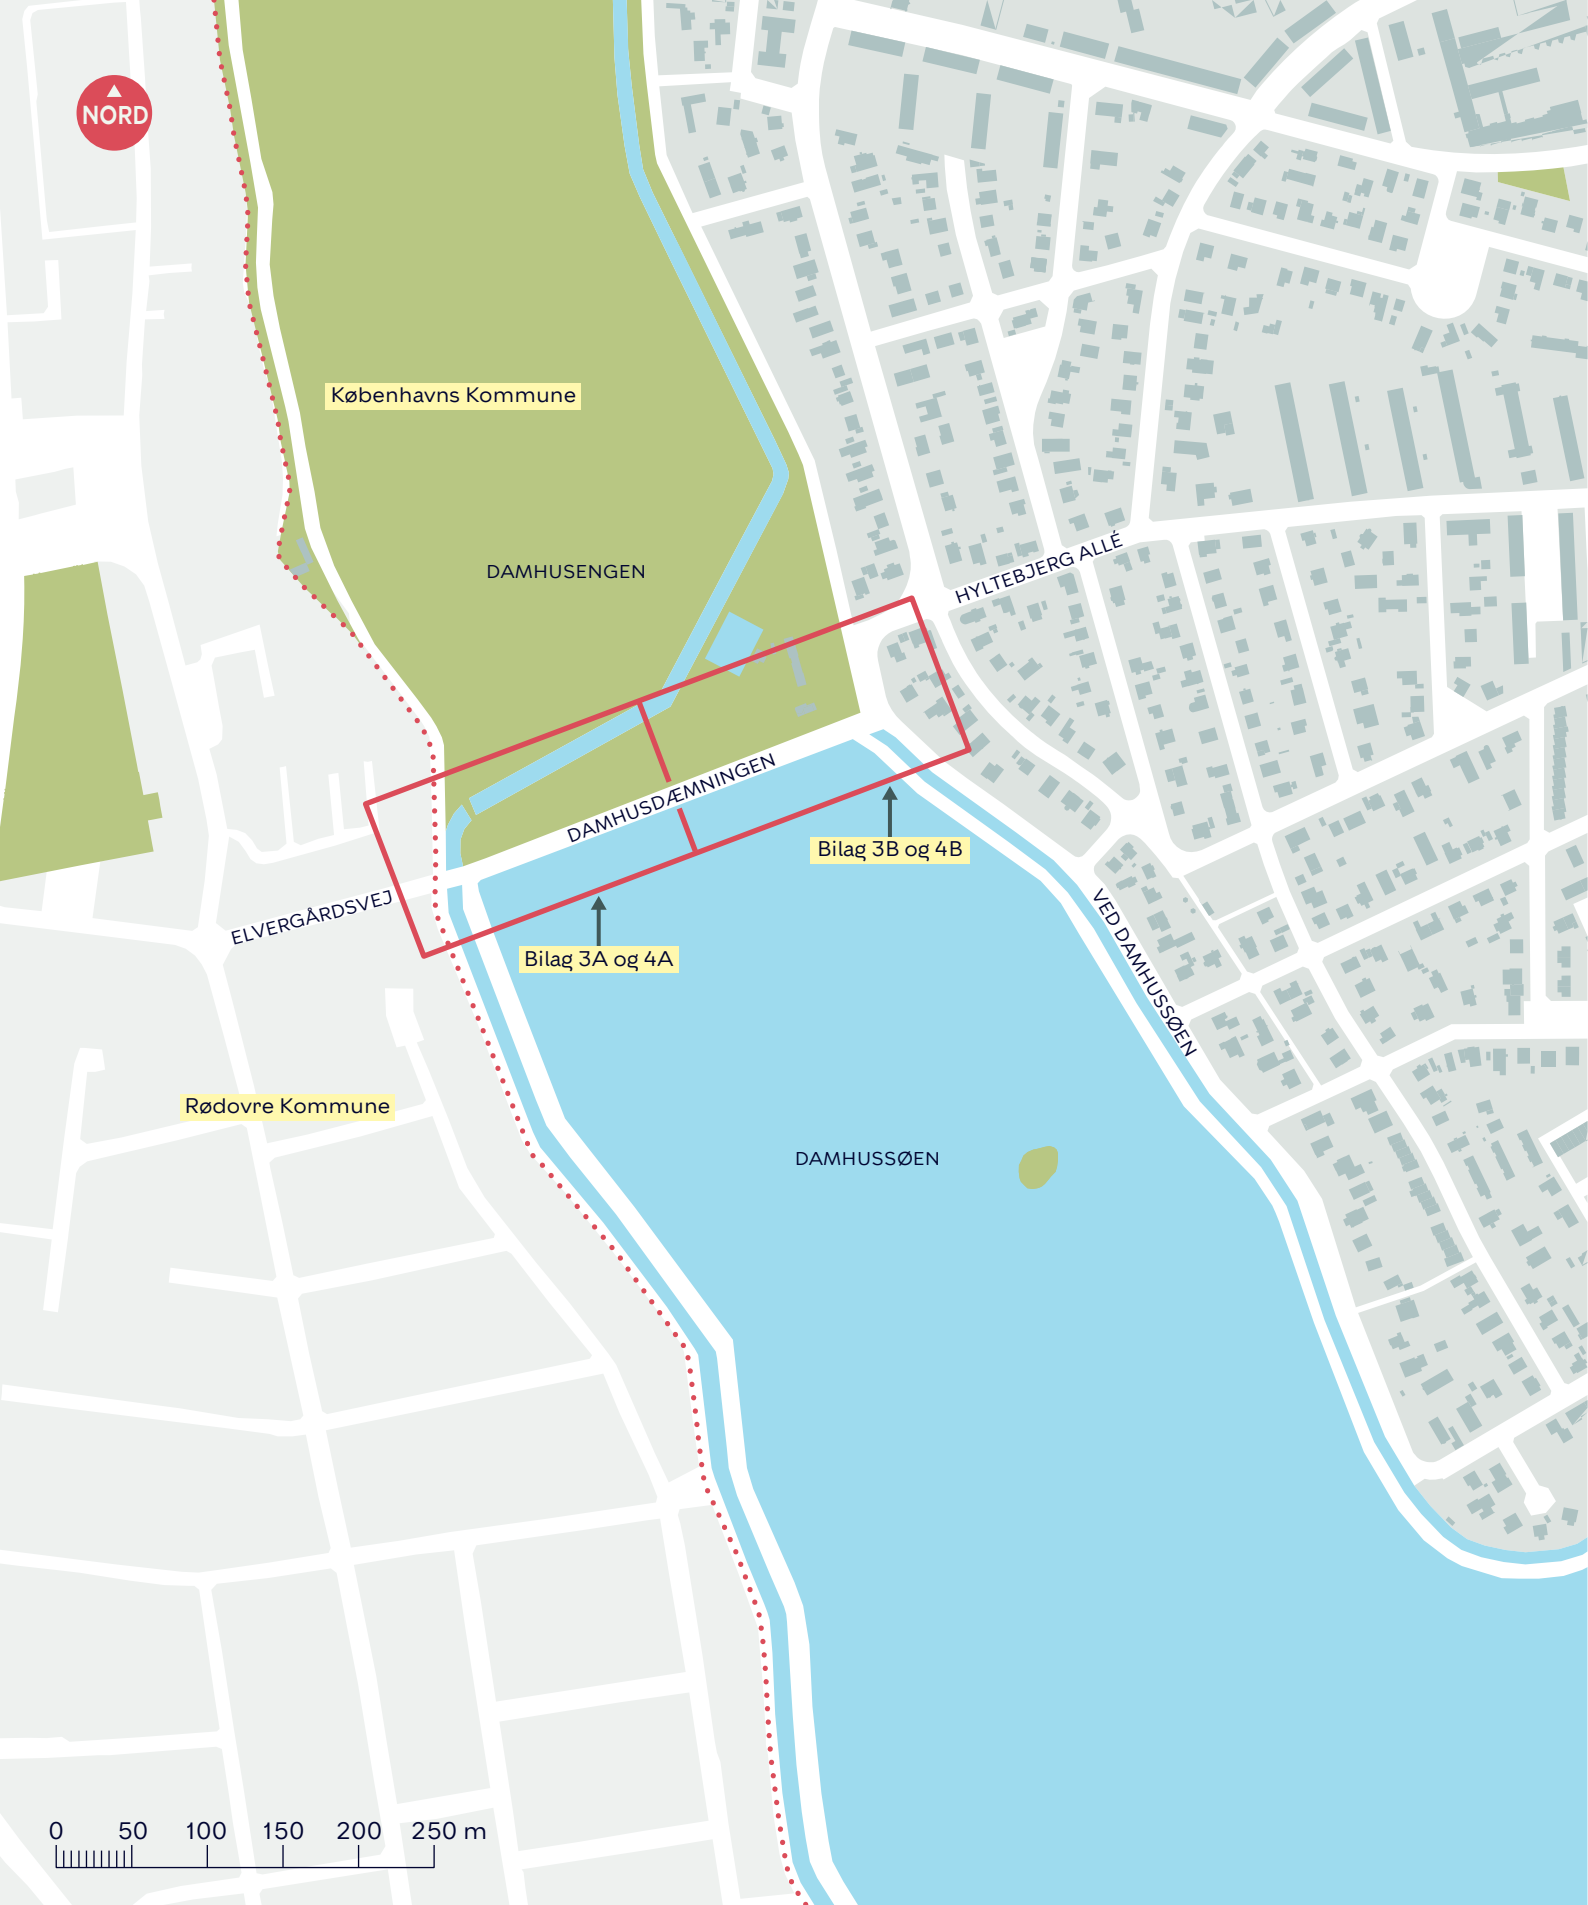 NORD
Københavns Kommune
DAMHUSENGEN
HYLTEBJERG ALLÉ
DAMHUSDÆMNINGEN
Bilag 3B og 4B
ELVERGÅRDSVEJ
Bilag 3A og 4A
VED DAMHUSSØEN
Rødovre Kommune
DAMHUSSØEN
0 50 100 150 200 250 m